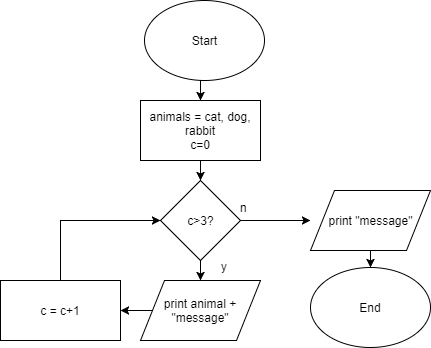 Start
animals = cat, dog,
rabbit
c=0
c>3?
n
print "message"
y
print animal +
"message"
c = c+1
End